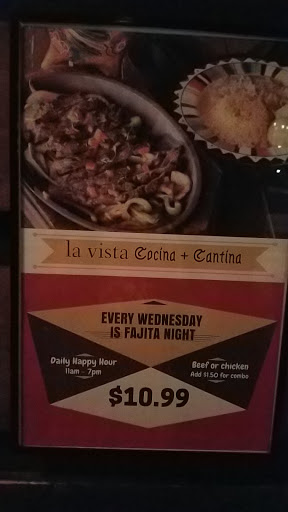 la vista Cocina + Cantina
EVERY WEDNESDAY
IS FAJITA NIGHT
Daily Happy Hour
11am - 7pm
Beef or chicken
Add $1.50 for combo
$10.99